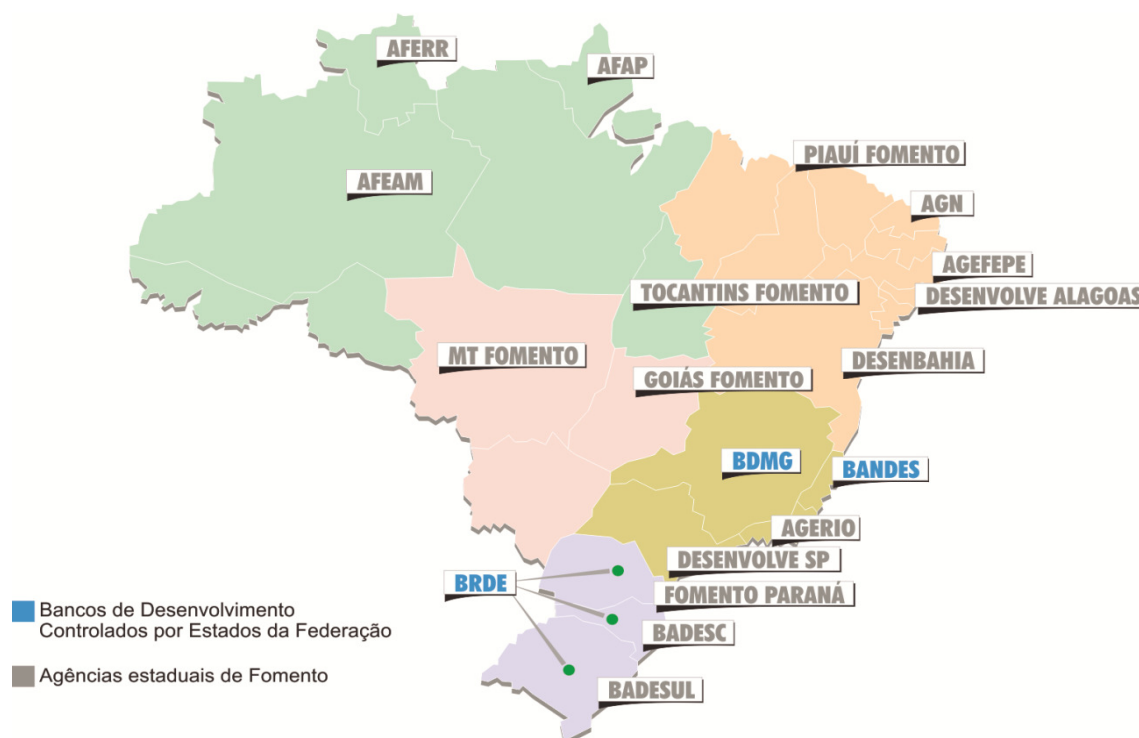 AFERR
AFAP
PIAUÍ FOMENTO
AFEAM
AGN
AGEFEPE
TOCANTINS FOMENTO
DESENVOLVE ALAGOAS
MT FOMENTO
DESENBAHIA
GOIÁS FOMENTO
BDMG
BANDES
AGERIO
DESENVOLVE SP
BRDE
FOMENTO PARANÁ
BADESC
BADESUL
Bancos de Desenvolvimento
Controlados por Estados da Federação
Agências estaduais de Fomento